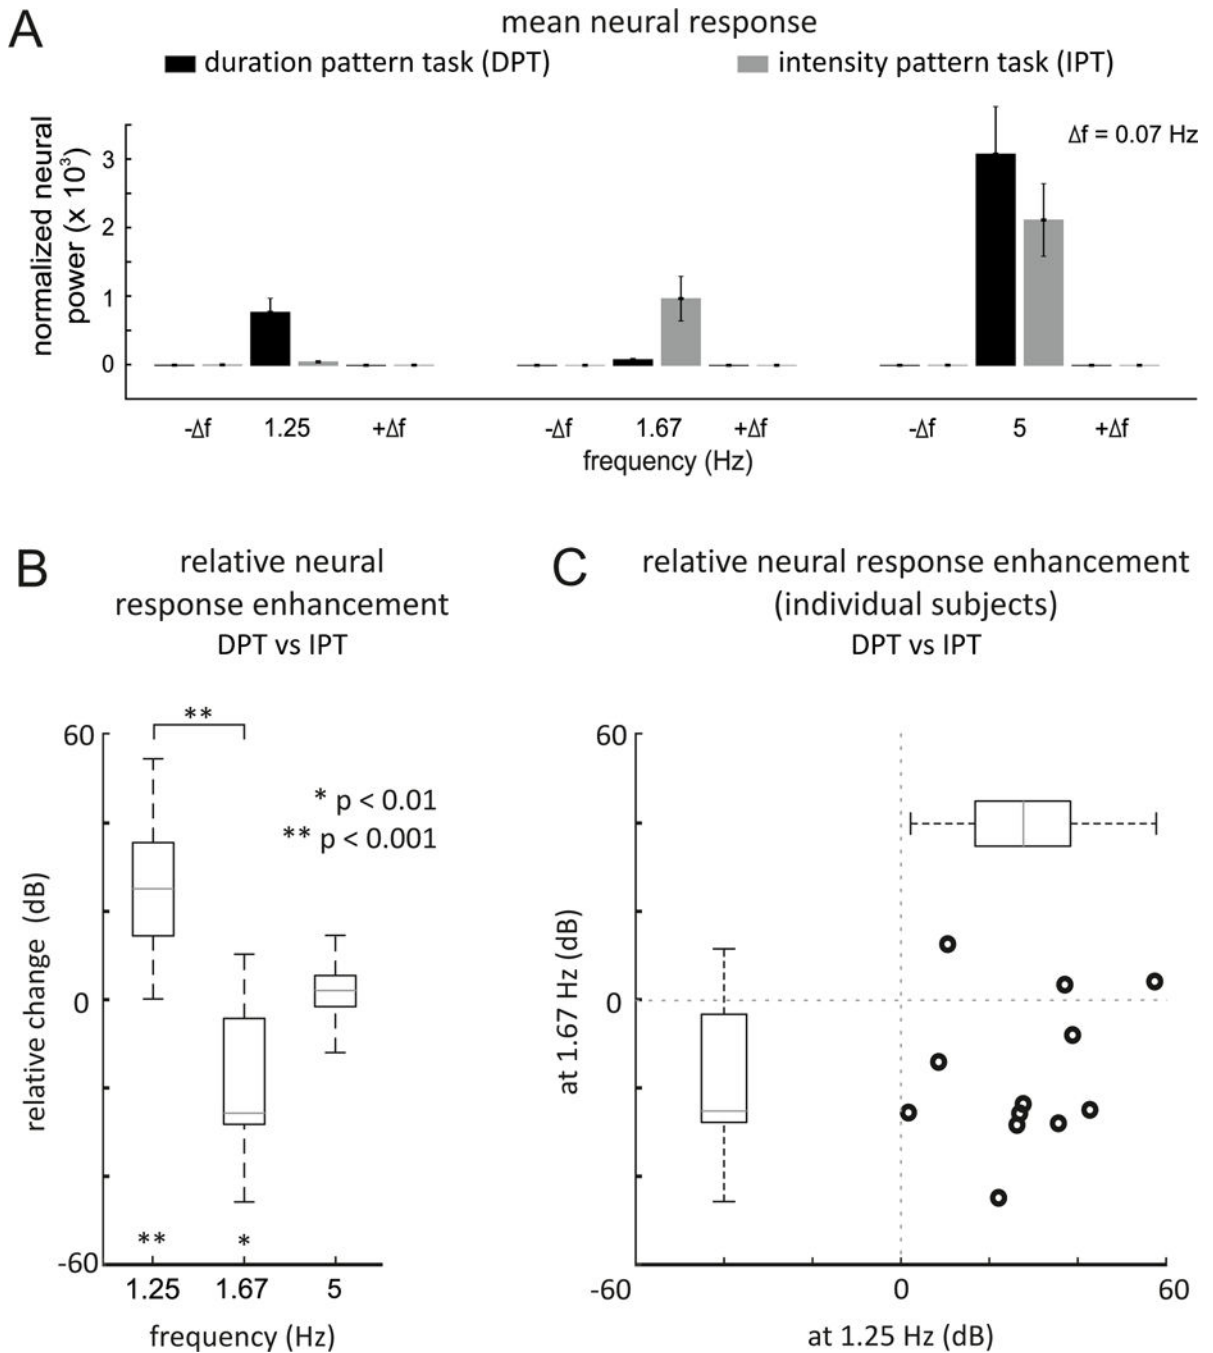 A
mean neural response
duration pattern task (DPT)
intensity pattern task (IPT)
normalized neural
power (x 10³)
3
2
1
0
Δf = 0.07 Hz
-Δf 1.25 +Δf -Δf 1.67 +Δf -Δf 5 +Δf
frequency (Hz)
B
relative neural
response enhancement
DPT vs IPT
relative change (dB)
60
0
-60
**
* p < 0.01
** p < 0.001
** *
1.25 1.67 5
frequency (Hz)
C
relative neural response enhancement
(individual subjects)
DPT vs IPT
at 1.67 Hz (dB)
60
0
-60 0 60
at 1.25 Hz (dB)